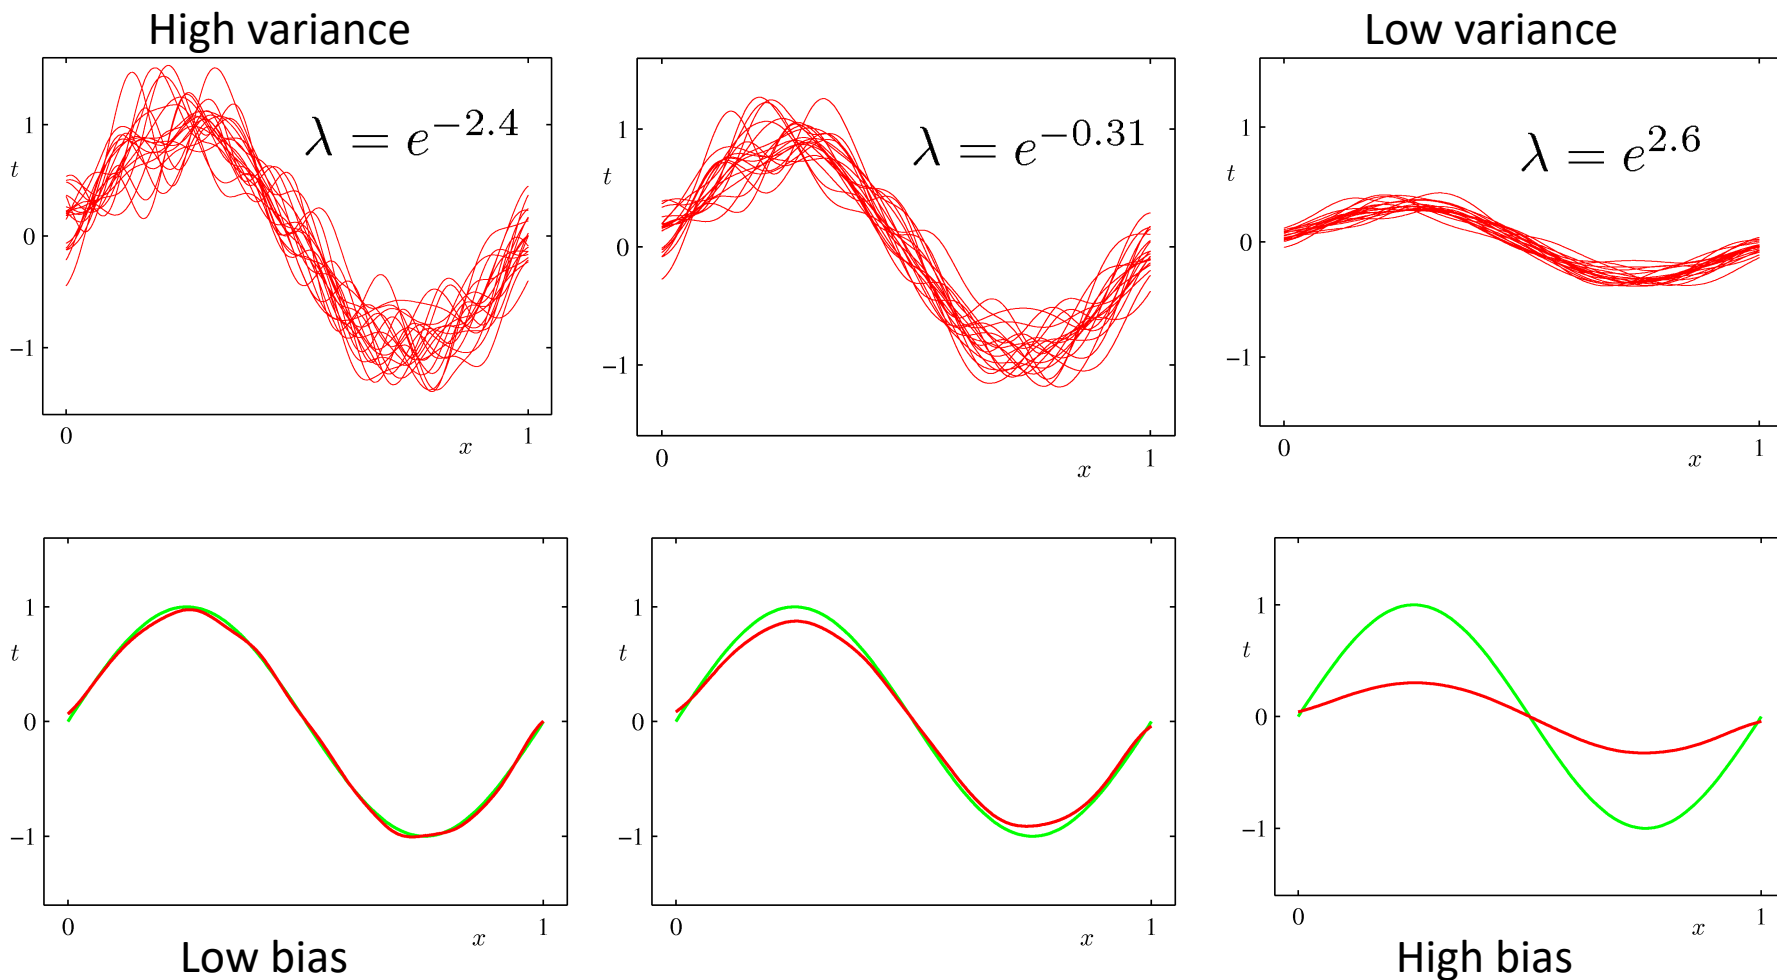 High variance
Low variance
λ = e^{-2.4}
1
t
0
−1
0
1
x
λ = e^{-0.31}
1
t
0
−1
0
1
x
λ = e^{2.6}
1
t
0
−1
0
1
x
1
t
0
−1
0
1
x
1
t
0
−1
0
1
x
1
t
0
−1
0
1
x
Low bias
High bias